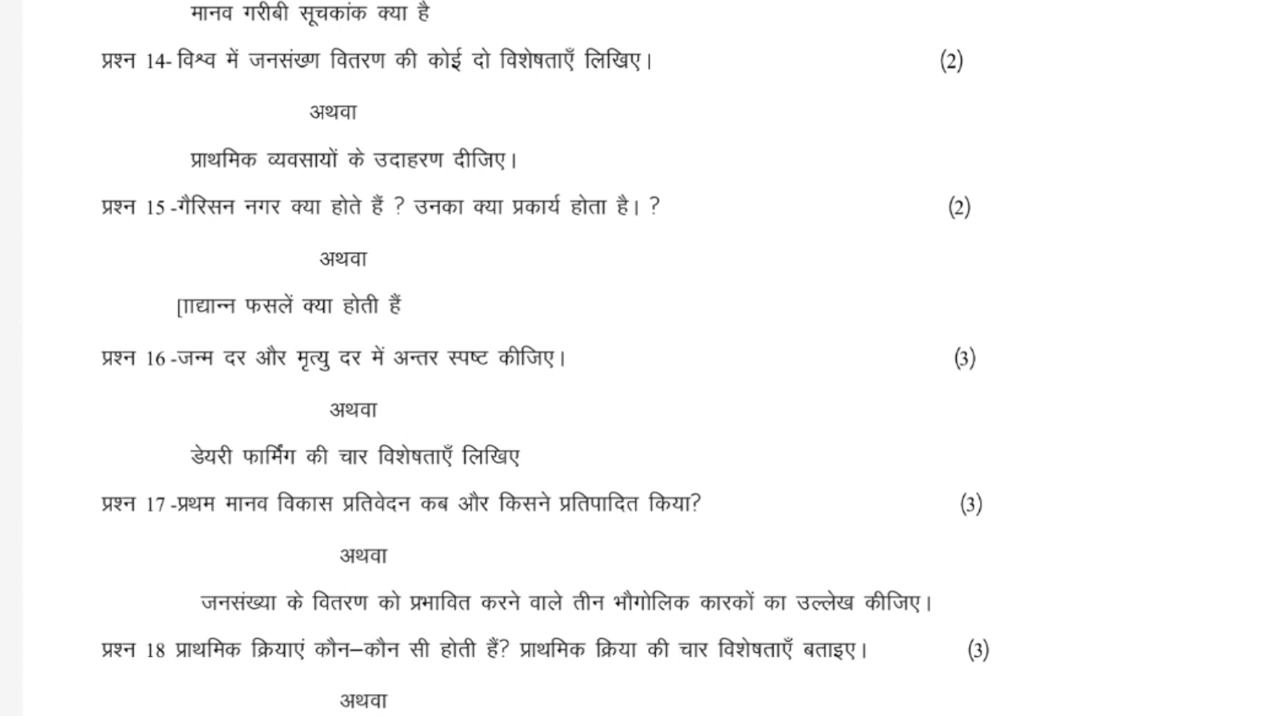 मानव गरीबी सूचकांक क्या है
प्रश्न 14- विश्व में जनसंख्ण वितरण की कोई दो विशेषताएँ लिखिए। (2)
अथवा
प्राथमिक व्यवसायों के उदाहरण दीजिए।
प्रश्न 15 -गैरिसन नगर क्या होते हैं ? उनका क्या प्रकार्य होता है। ? (2)
अथवा
[ााद्यान्न फसलें क्या होती हैं
प्रश्न 16 -जन्म दर और मृत्यु दर में अन्तर स्पष्ट कीजिए। (3)
अथवा
डेयरी फार्मिंग की चार विशेषताएँ लिखिए
प्रश्न 17 -प्रथम मानव विकास प्रतिवेदन कब और किसने प्रतिपादित किया? (3)
अथवा
जनसंख्या के वितरण को प्रभावित करने वाले तीन भौगोलिक कारकों का उल्लेख कीजिए।
प्रश्न 18 प्राथमिक क्रियाएं कौन–कौन सी होती हैं? प्राथमिक क्रिया की चार विशेषताएँ बताइए। (3)
अथवा